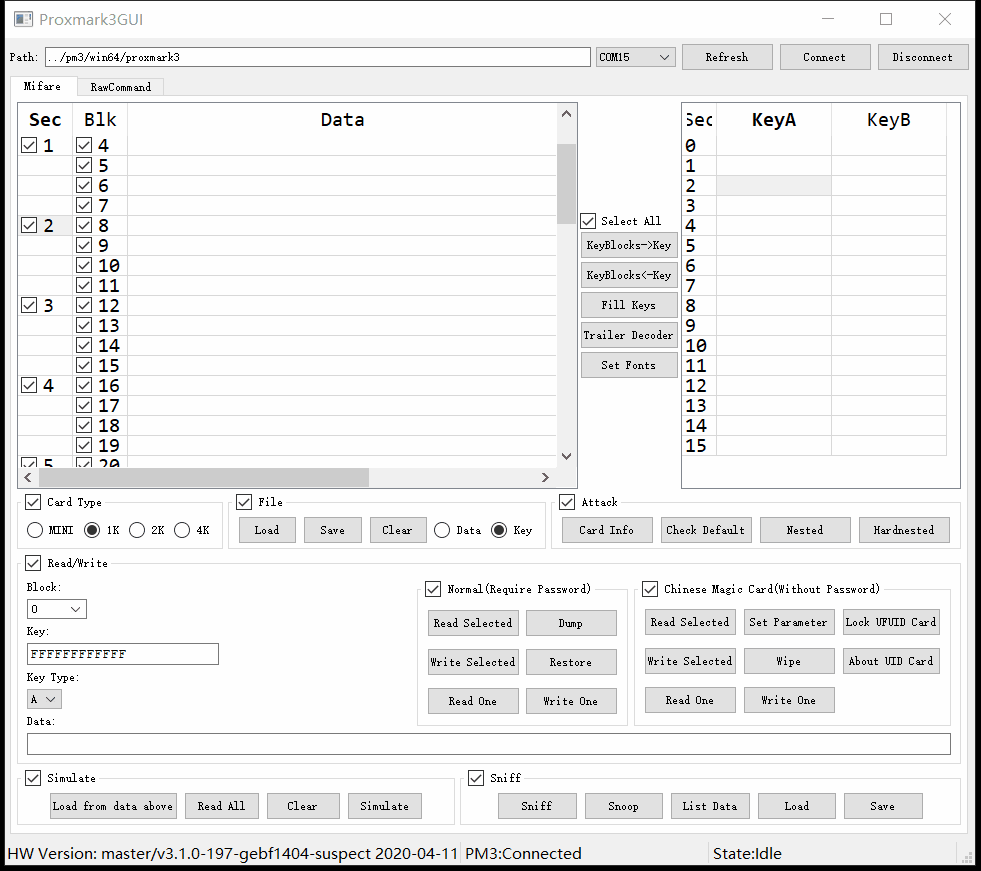 Proxmark3GUI
Path: ../pm3/win64/proxmark3 COM15 Refresh Connect Disconnect
Mifare RawCommand
Sec Blk Data
1 4
5
6
7
2 8
9
10
11
3 12
13
14
15
4 16
17
18
19
5 20
Select All
KeyBlocks->Key
KeyBlocks<-Key
Fill Keys
Trailer Decoder
Set Fonts
Sec KeyA KeyB
0
1
2
3
4
5
6
7
8
9
10
11
12
13
14
15
Card Type
MINI 1K 2K 4K
File
Load Save Clear Data Key
Attack
Card Info Check Default Nested Hardnested
Read/Write
Block:
0
Key:
FFFFFFFFFFFF
Key Type:
A
Data:
Normal(Require Password)
Read Selected Dump
Write Selected Restore
Read One Write One
Chinese Magic Card(Without Password)
Read Selected Set Parameter Lock UFUID Card
Write Selected Wipe About UID Card
Read One Write One
Simulate
Load from data above Read All Clear Simulate
Sniff
Sniff Snoop List Data Load Save
HW Version: master/v3.1.0-197-gebf1404-suspect 2020-04-11 PM3:Connected State:Idle